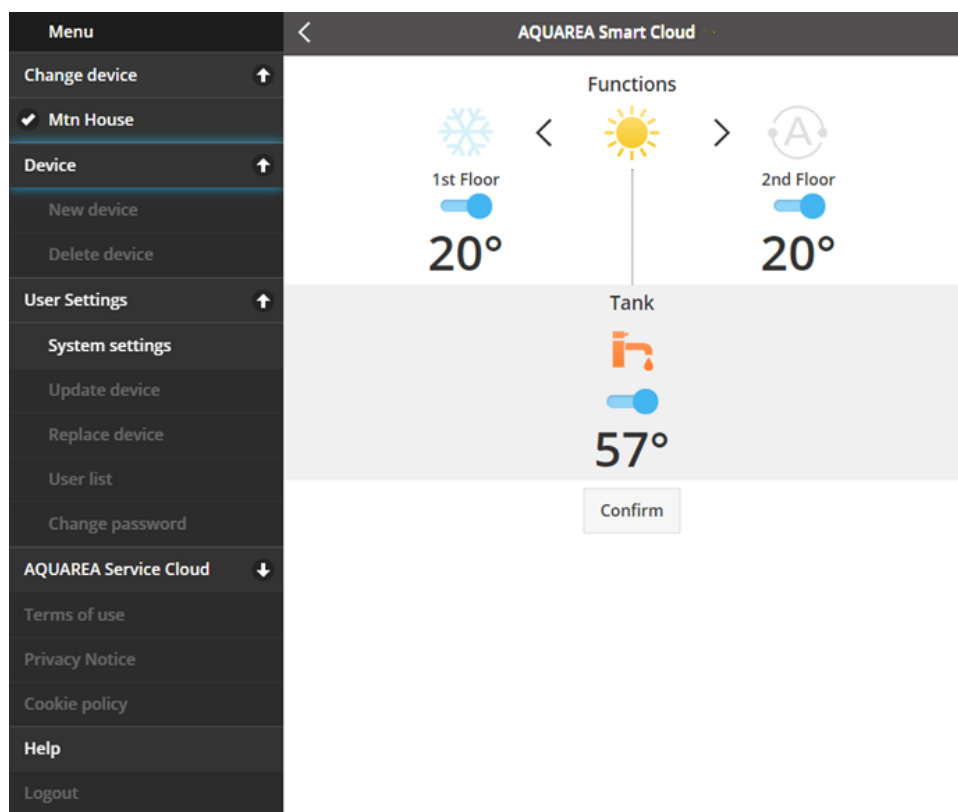 Menu
AQUAREA Smart Cloud
Change device
Mtn House
Device
New device
Delete device
User Settings
System settings
Update device
Replace device
User list
Change password
AQUAREA Service Cloud
Terms of use
Privacy Notice
Cookie policy
Help
Logout
Functions
A
1st Floor
2nd Floor
20°
20°
Tank
57°
Confirm